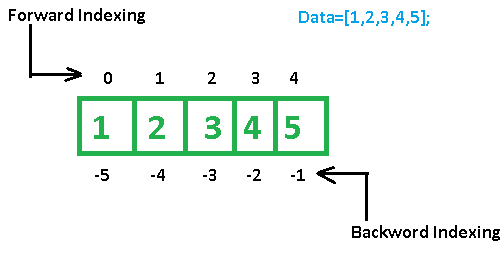 Forward Indexing
Data=[1,2,3,4,5];
0 1 2 3 4
1 2 3 4 5
-5 -4 -3 -2 -1
Backword Indexing